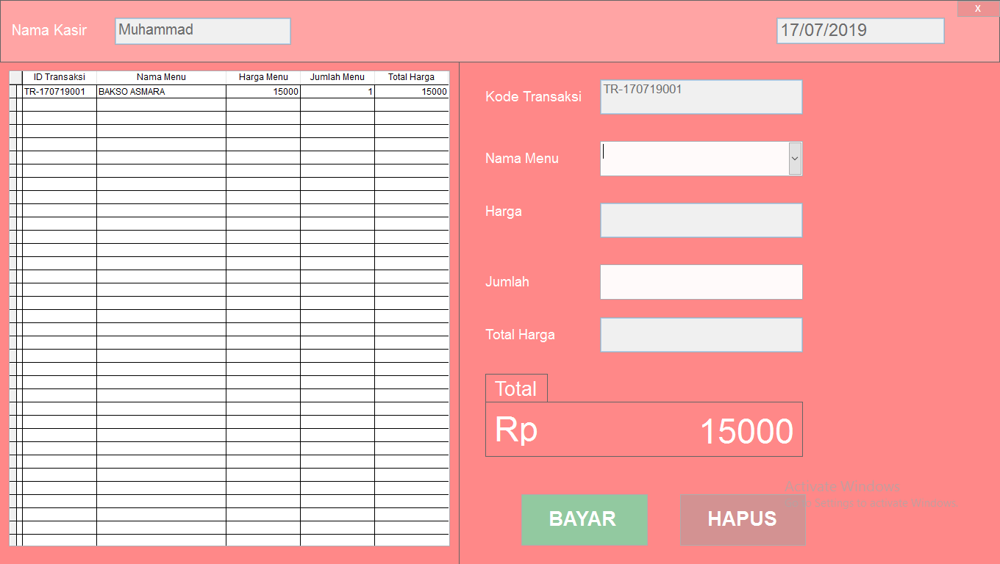 X
Nama Kasir Muhammad 17/07/2019
ID Transaksi Nama Menu Harga Menu Jumlah Menu Total Harga
TR-170719001 BAKSO ASMARA 15000 1 15000
Kode Transaksi TR-170719001
Nama Menu
Harga
Jumlah
Total Harga
Total
Rp 15000
Activate Windows
Go to Settings to activate Windows.
BAYAR HAPUS